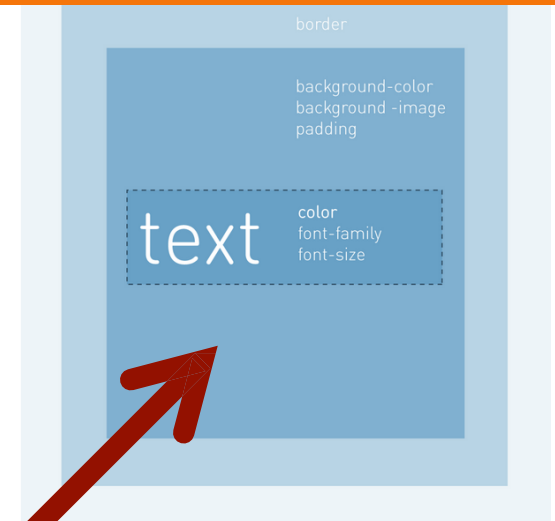 border
background-color
background -image
padding
text
color
font-family
font-size